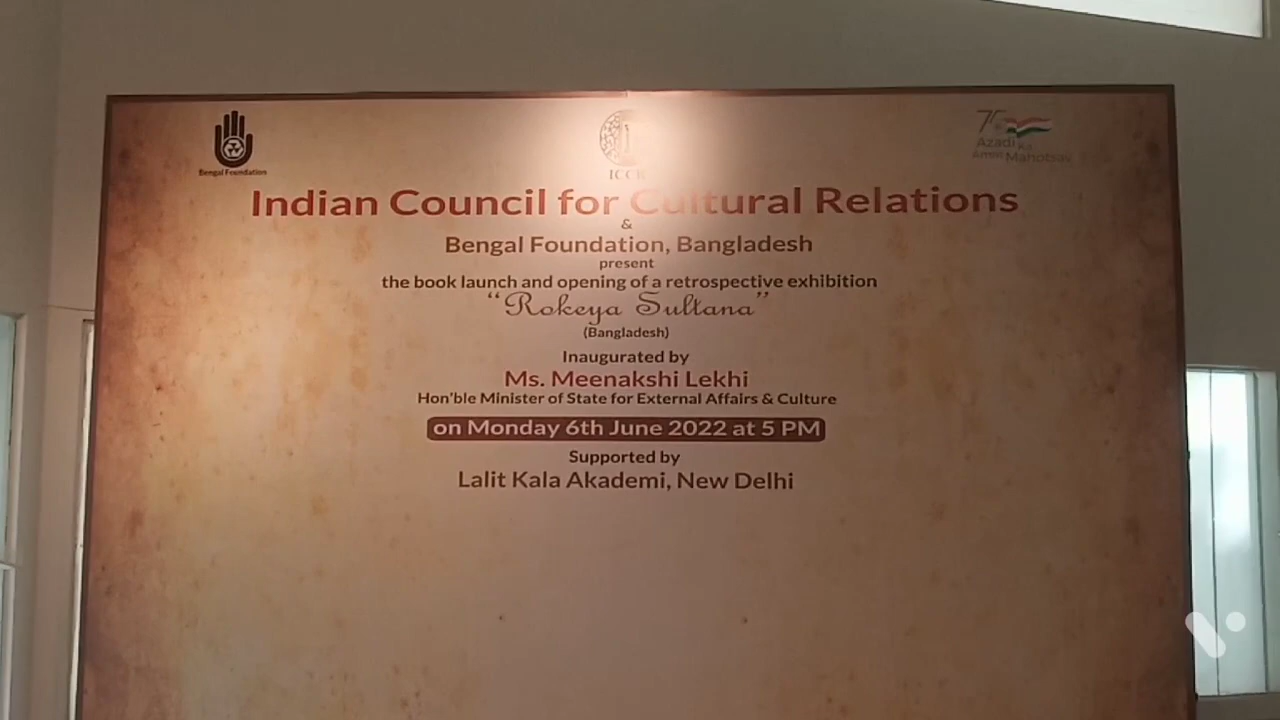 Bengal Foundation
ICCR
75
Azadi Ka
Amrit Mahotsav
Indian Council for Cultural Relations
&
Bengal Foundation, Bangladesh
present
the book launch and opening of a retrospective exhibition
“Rokeya Sultana”
(Bangladesh)
Inaugurated by
Ms. Meenakshi Lekhi
Hon'ble Minister of State for External Affairs & Culture
on Monday 6th June 2022 at 5 PM
Supported by
Lalit Kala Akademi, New Delhi